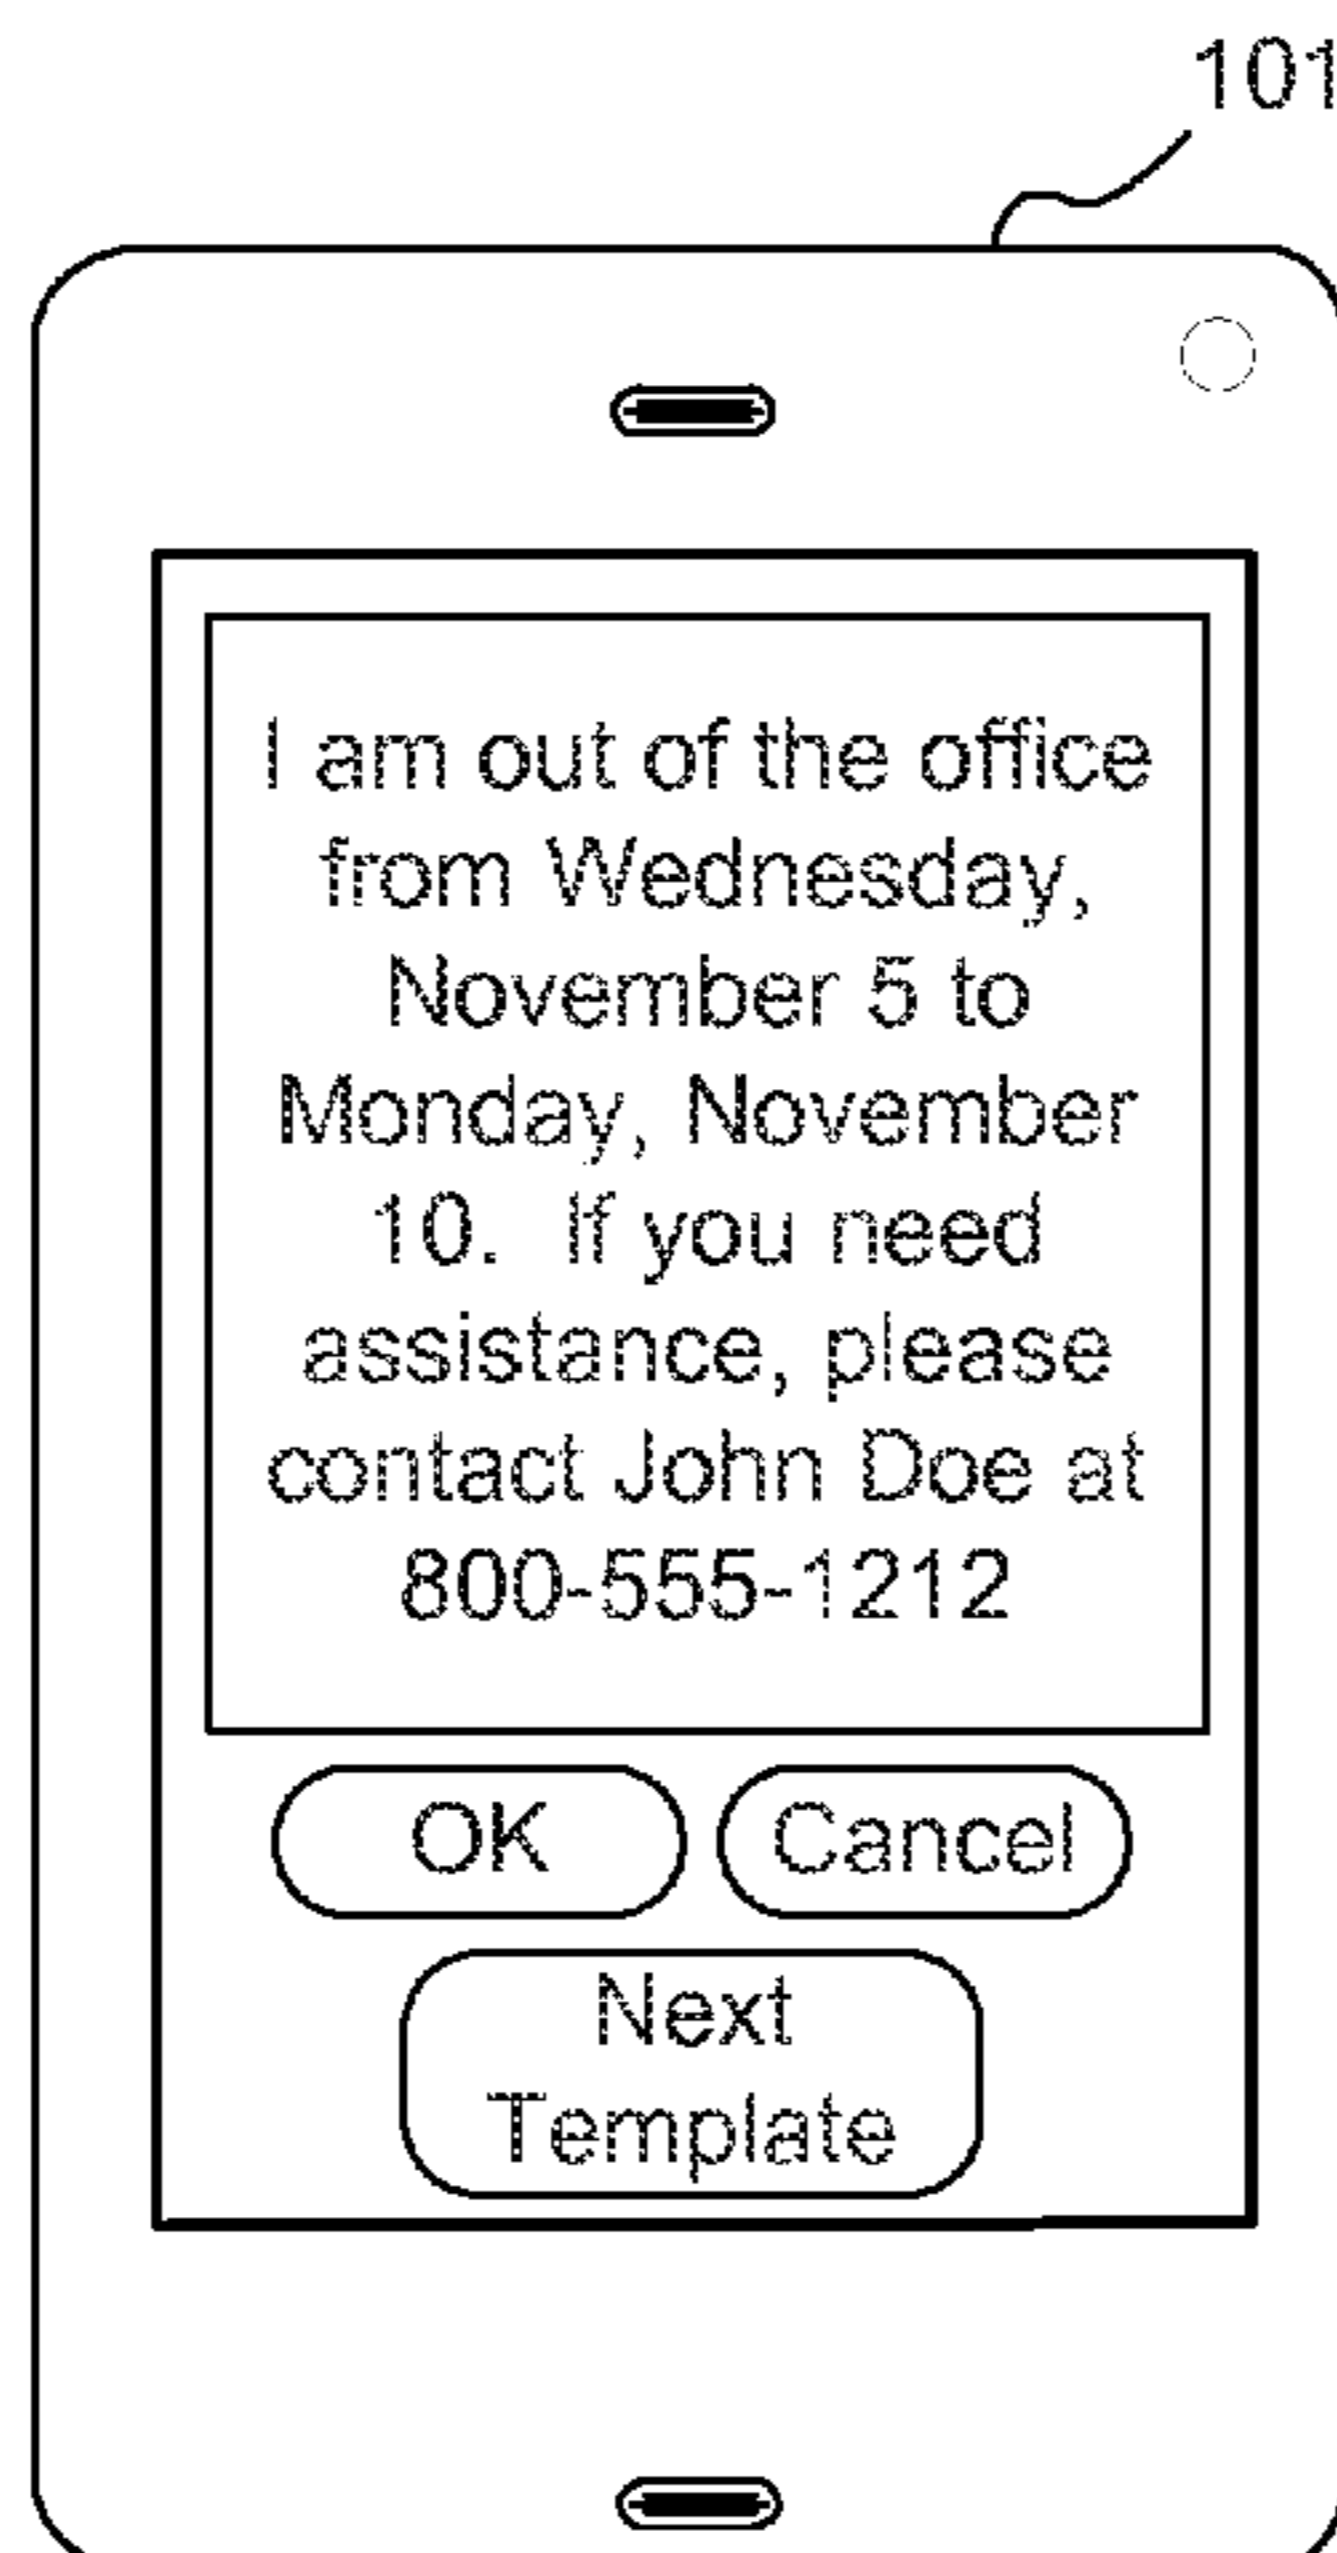 101
I am out of the office
from Wednesday,
November 5 to
Monday, November
10.  If you need
assistance, please
contact John Doe at
800-555-1212
OK
Cancel
Next
Template